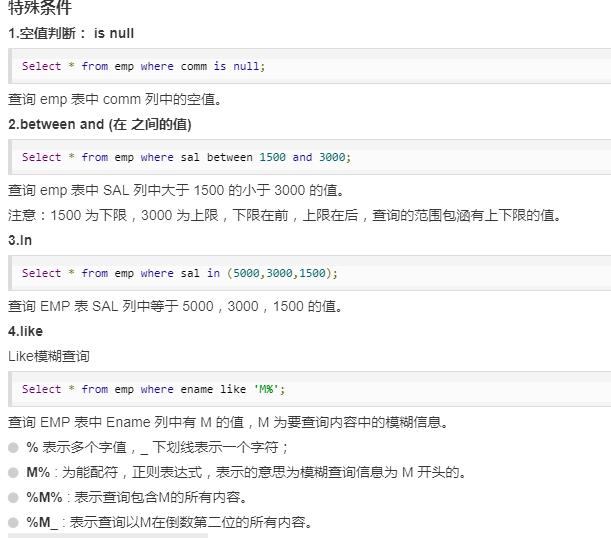 特殊条件
1.空值判断： is null
Select * from emp where comm is null;
查询 emp 表中 comm 列中的空值。
2.between and (在 之间的值)
Select * from emp where sal between 1500 and 3000;
查询 emp 表中 SAL 列中大于 1500 的小于 3000 的值。
注意：1500 为下限，3000 为上限，下限在前，上限在后，查询的范围包涵有上下限的值。
3.In
Select * from emp where sal in (5000,3000,1500);
查询 EMP 表 SAL 列中等于 5000，3000，1500 的值。
4.like
Like模糊查询
Select * from emp where ename like 'M%';
查询 EMP 表中 Ename 列中有 M 的值，M 为要查询内容中的模糊信息。
% 表示多个字值，_ 下划线表示一个字符；
M% : 为能配符，正则表达式，表示的意思为模糊查询信息为 M 开头的。
%M% : 表示查询包含M的所有内容。
%M_ : 表示查询以M在倒数第二位的所有内容。